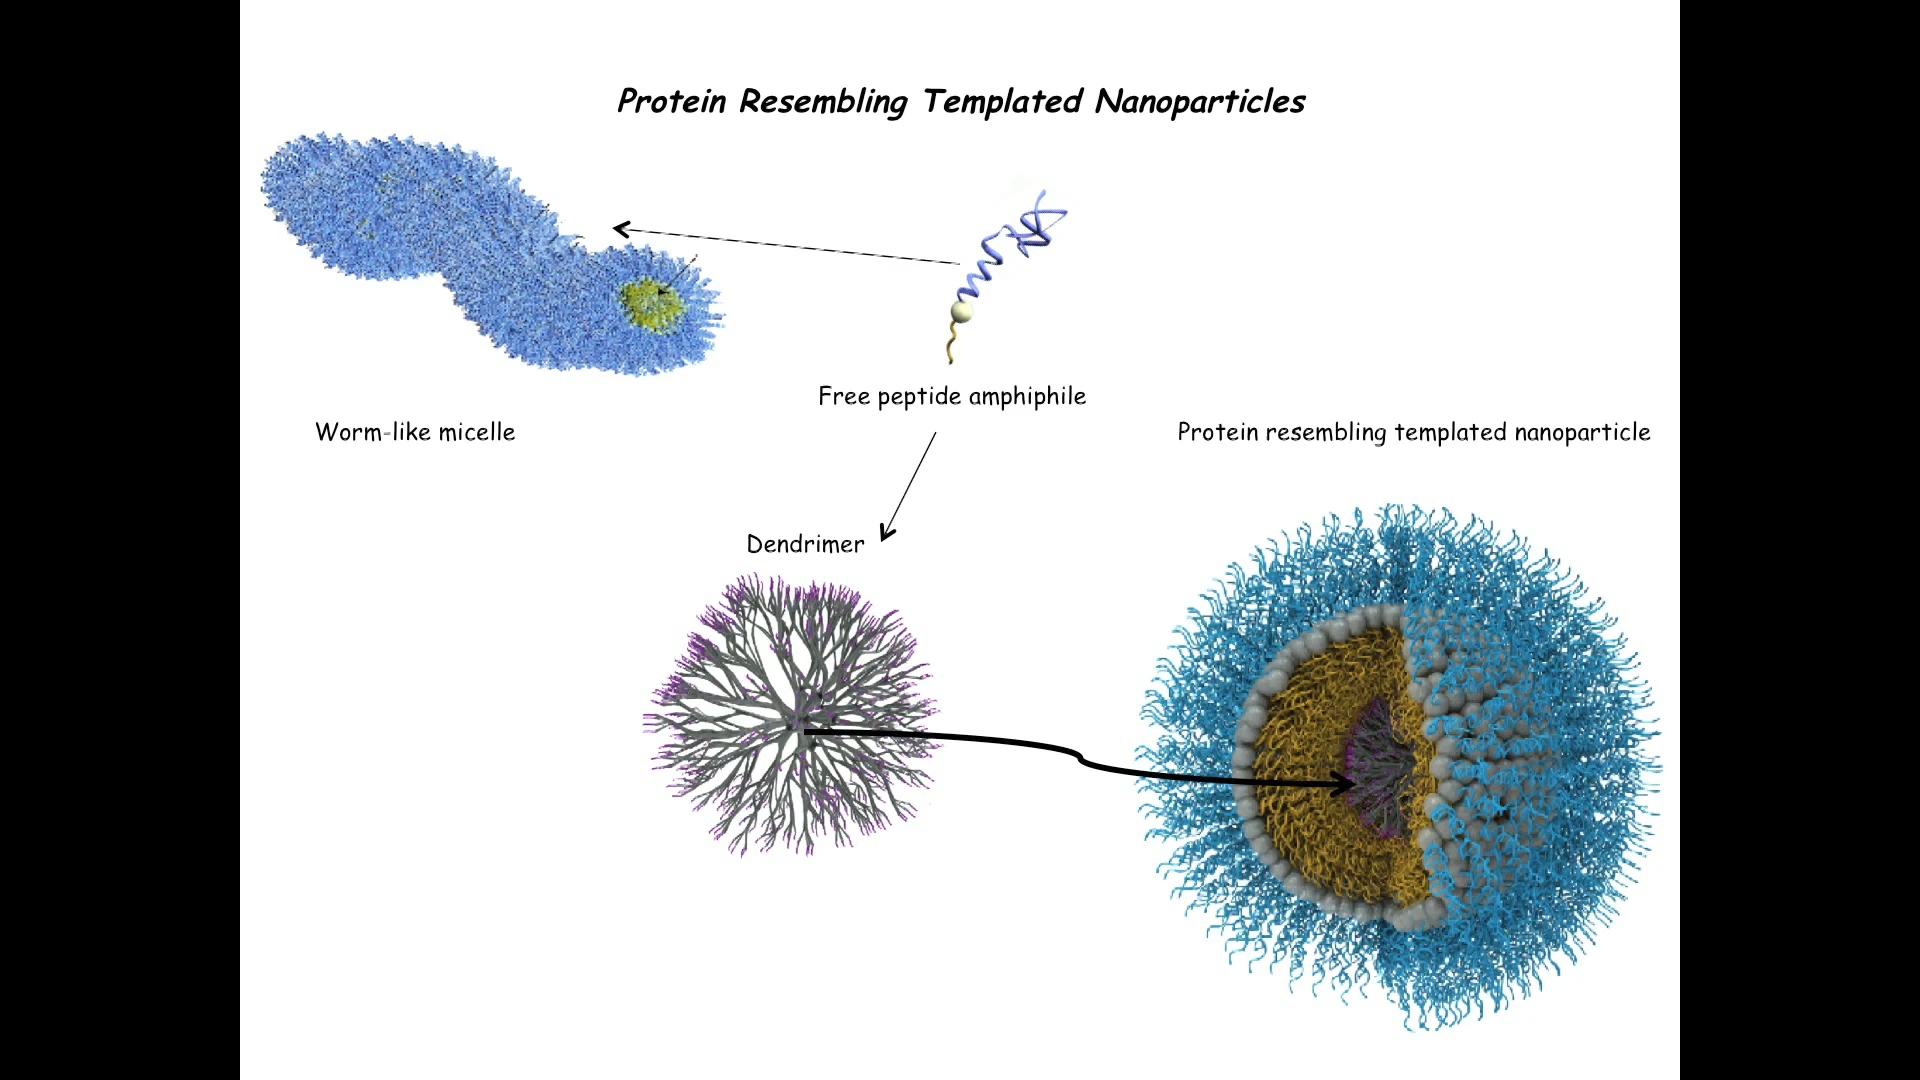 Protein Resembling Templated Nanoparticles
Free peptide amphiphile
Worm-like micelle
Protein resembling templated nanoparticle
Dendrimer